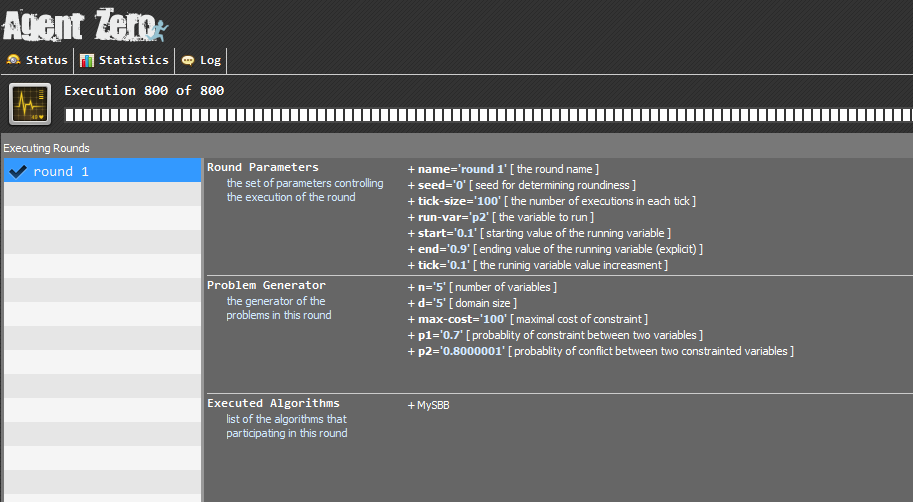 Agent Zero
Status Statistics Log
Execution 800 of 800
Executing Rounds
round 1
Round Parameters
the set of parameters controlling
the execution of the round
+ name='round 1' [ the round name ]
+ seed='0' [ seed for determining roundiness ]
+ tick-size='100' [ the number of executions in each tick ]
+ run-var='p2' [ the variable to run ]
+ start='0.1' [ starting value of the running variable ]
+ end='0.9' [ ending value of the running variable (explicit) ]
+ tick='0.1' [ the runinig variable value increasment ]
Problem Generator
the generator of the
problems in this round
+ n='5' [ number of variables ]
+ d='5' [ domain size ]
+ max-cost='100' [ maximal cost of constraint ]
+ p1='0.7' [ probablity of constraint between two variables ]
+ p2='0.8000001' [ probablity of conflict between two constrainted variables ]
Executed Algorithms
list of the algorithms that
participating in this round
+ MySBB